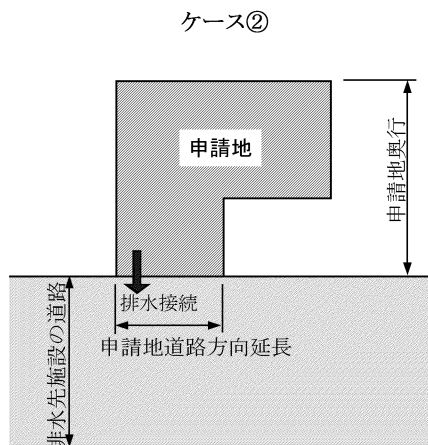 ケース②
申請地
申請地奥行
排水接続
申請地道路方向延長
排水先施設の道路